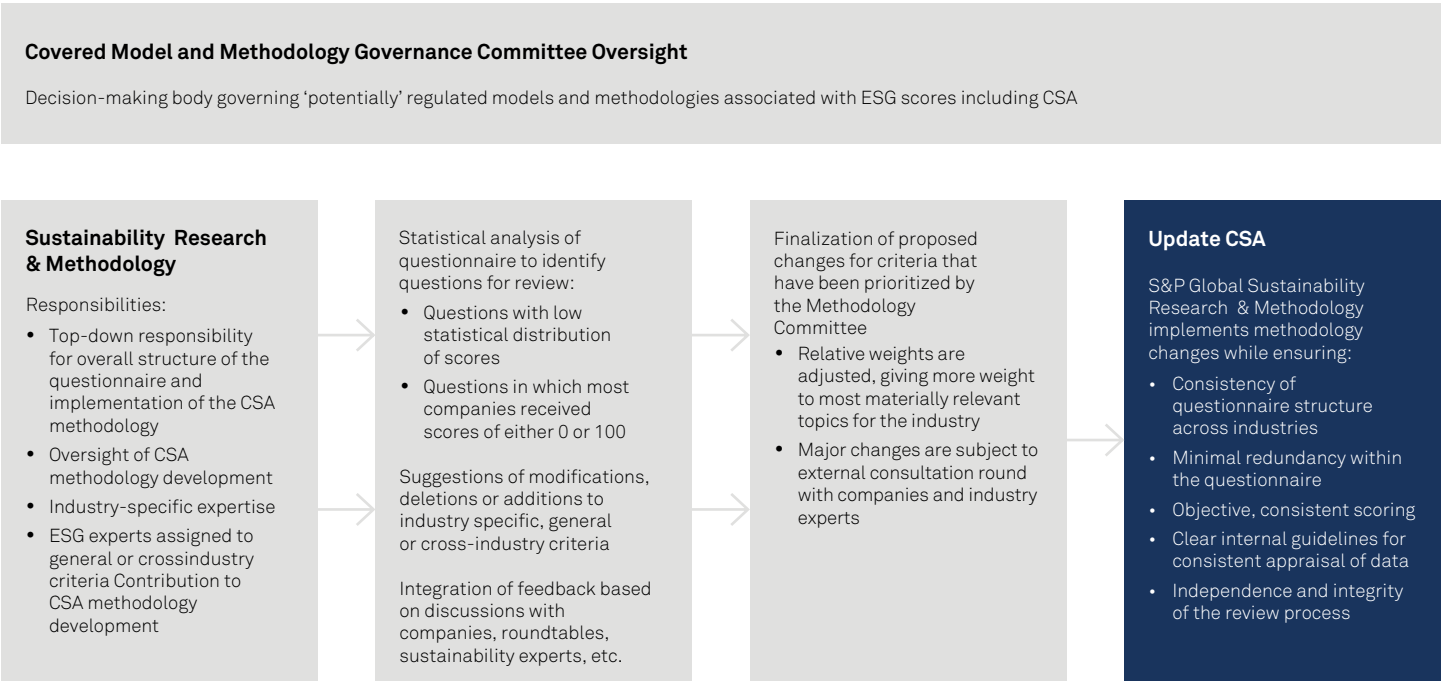 Covered Model and Methodology Governance Committee Oversight
Decision-making body governing ‘potentially’ regulated models and methodologies associated with ESG scores including CSA
Sustainability Research
& Methodology
Responsibilities:
• Top-down responsibility
for overall structure of the
questionnaire and
implementation of the CSA
methodology
• Oversight of CSA
methodology development
• Industry-specific expertise
• ESG experts assigned to
general or crossindustry
criteria Contribution to
CSA methodology
development
Statistical analysis of
questionnaire to identify
questions for review:
• Questions with low
statistical distribution
of scores
• Questions in which most
companies received
scores of either 0 or 100
Suggestions of modifications,
deletions or additions to
industry specific, general
or cross-industry criteria
Integration of feedback based
on discussions with
companies, roundtables,
sustainability experts, etc.
Finalization of proposed
changes for criteria that
have been prioritized by
the Methodology
Committee
• Relative weights are
adjusted, giving more weight
to most materially relevant
topics for the industry
• Major changes are subject to
external consultation round
with companies and industry
experts
Update CSA
S&P Global Sustainability
Research & Methodology
implements methodology
changes while ensuring:
• Consistency of
questionnaire structure
across industries
• Minimal redundancy within
the questionnaire
• Objective, consistent scoring
• Clear internal guidelines for
consistent appraisal of data
• Independence and integrity
of the review process